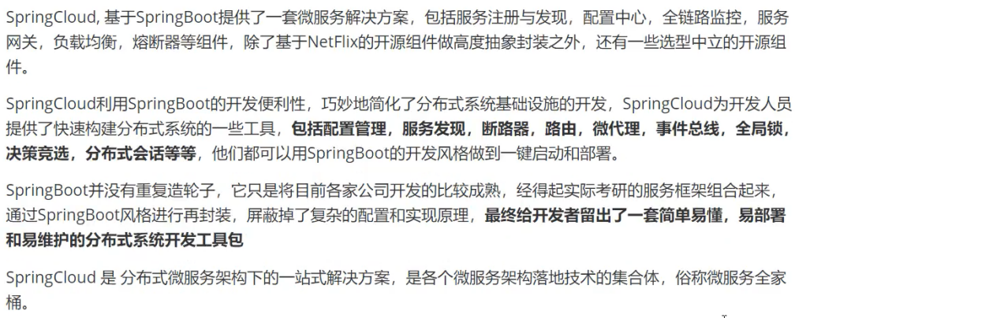 SpringCloud, 基于SpringBoot提供了一套微服务解决方案，包括服务注册与发现，配置中心，全链路监控，服务
网关，负载均衡，熔断器等组件，除了基于NetFlix的开源组件做高度抽象封装之外，还有一些选型中立的开源组
件。
SpringCloud利用SpringBoot的开发便利性，巧妙地简化了分布式系统基础设施的开发，SpringCloud为开发人员
提供了快速构建分布式系统的一些工具，包括配置管理，服务发现，断路器，路由，微代理，事件总线，全局锁，
决策竞选，分布式会话等等，他们都可以用SpringBoot的开发风格做到一键启动和部署。
SpringBoot并没有重复造轮子，它只是将目前各家公司开发的比较成熟，经得起实际考研的服务框架组合起来，
通过SpringBoot风格进行再封装，屏蔽掉了复杂的配置和实现原理，最终给开发者留出了一套简单易懂，易部署
和易维护的分布式系统开发工具包
SpringCloud 是 分布式微服务架构下的一站式解决方案，是各个微服务架构落地技术的集合体，俗称微服务全家
桶。